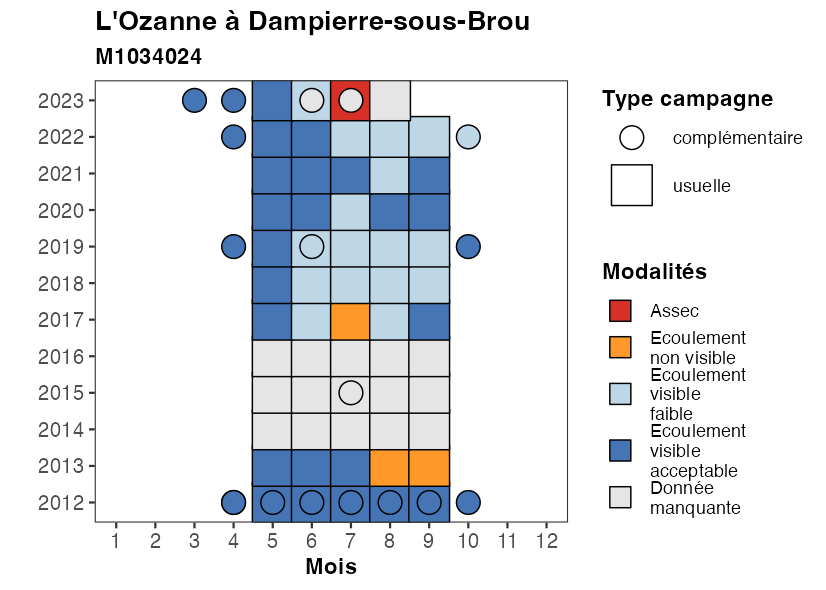 L'Ozanne à Dampierre-sous-Brou
M1034024
2023
2022
2021
2020
2019
2018
2017
2016
2015
2014
2013
2012
1 2 3 4 5 6 7 8 9 10 11 12
Mois
Type campagne
complémentaire
usuelle
Modalités
Assec
Ecoulement
non visible
Ecoulement
visible
faible
Ecoulement
visible
acceptable
Donnée
manquante